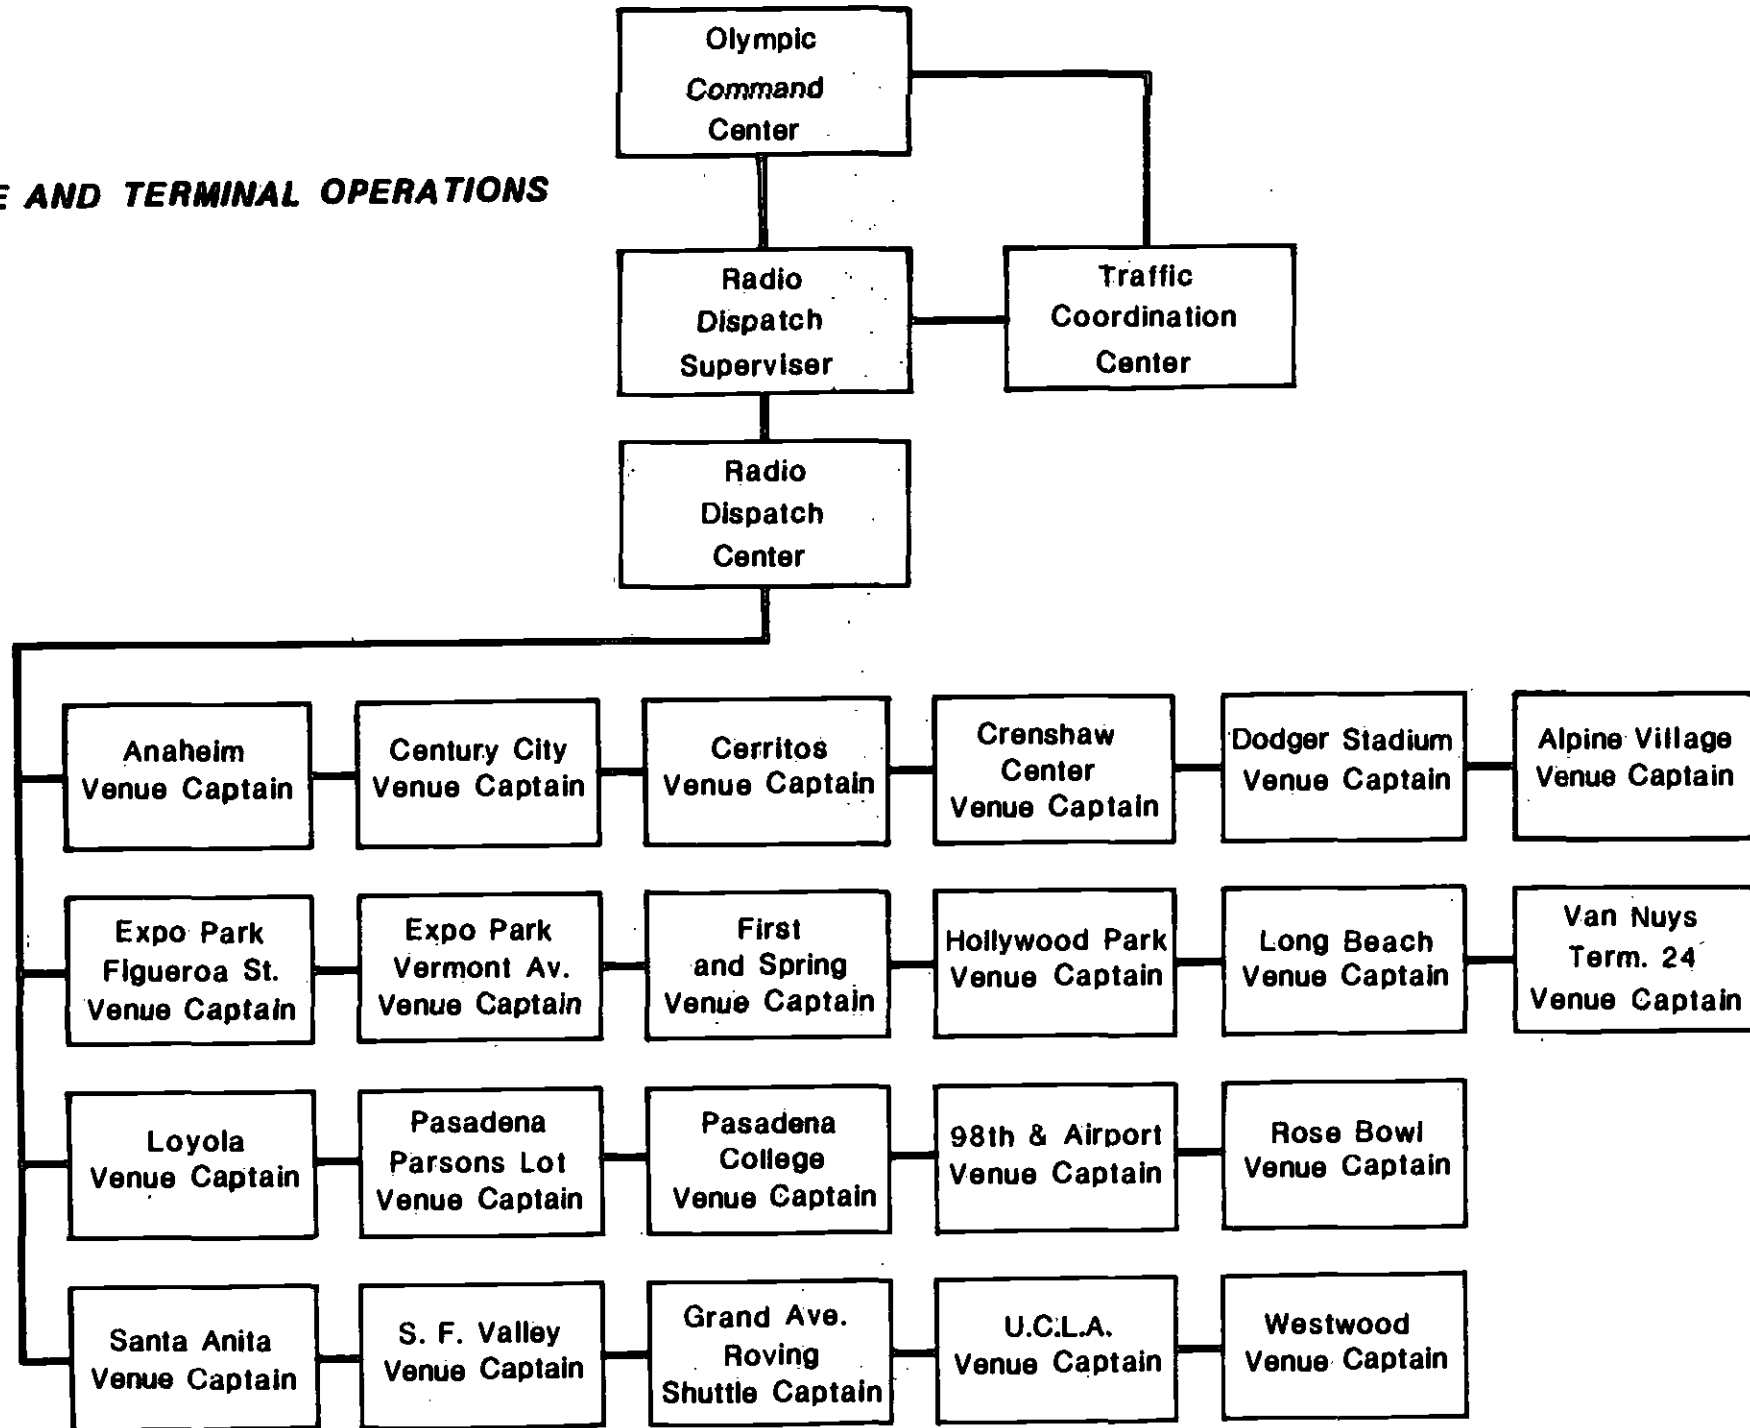 Olympic
Command
Center
E AND TERMINAL OPERATIONS
Radio
Dispatch
Superviser
Traffic
Coordination
Center
Radio
Dispatch
Center
Anaheim
Venue Captain
Century City
Venue Captain
Cerritos
Venue Captain
Crenshaw
Center
Venue Captain
Dodger Stadium
Venue Captain
Alpine Village
Venue Captain
Expo Park
Figueroa St.
Venue Captain
Expo Park
Vermont Av.
Venue Captain
First
and Spring
Venue Captain
Hollywood Park
Venue Captain
Long Beach
Venue Captain
Van Nuys
Term. 24
Venue Captain
Loyola
Venue Captain
Pasadena
Parsons Lot
Venue Captain
Pasadena
College
Venue Captain
98th & Airport
Venue Captain
Rose Bowl
Venue Captain
Santa Anita
Venue Captain
S. F. Valley
Venue Captain
Grand Ave.
Roving
Shuttle Captain
U.C.L.A.
Venue Captain
Westwood
Venue Captain